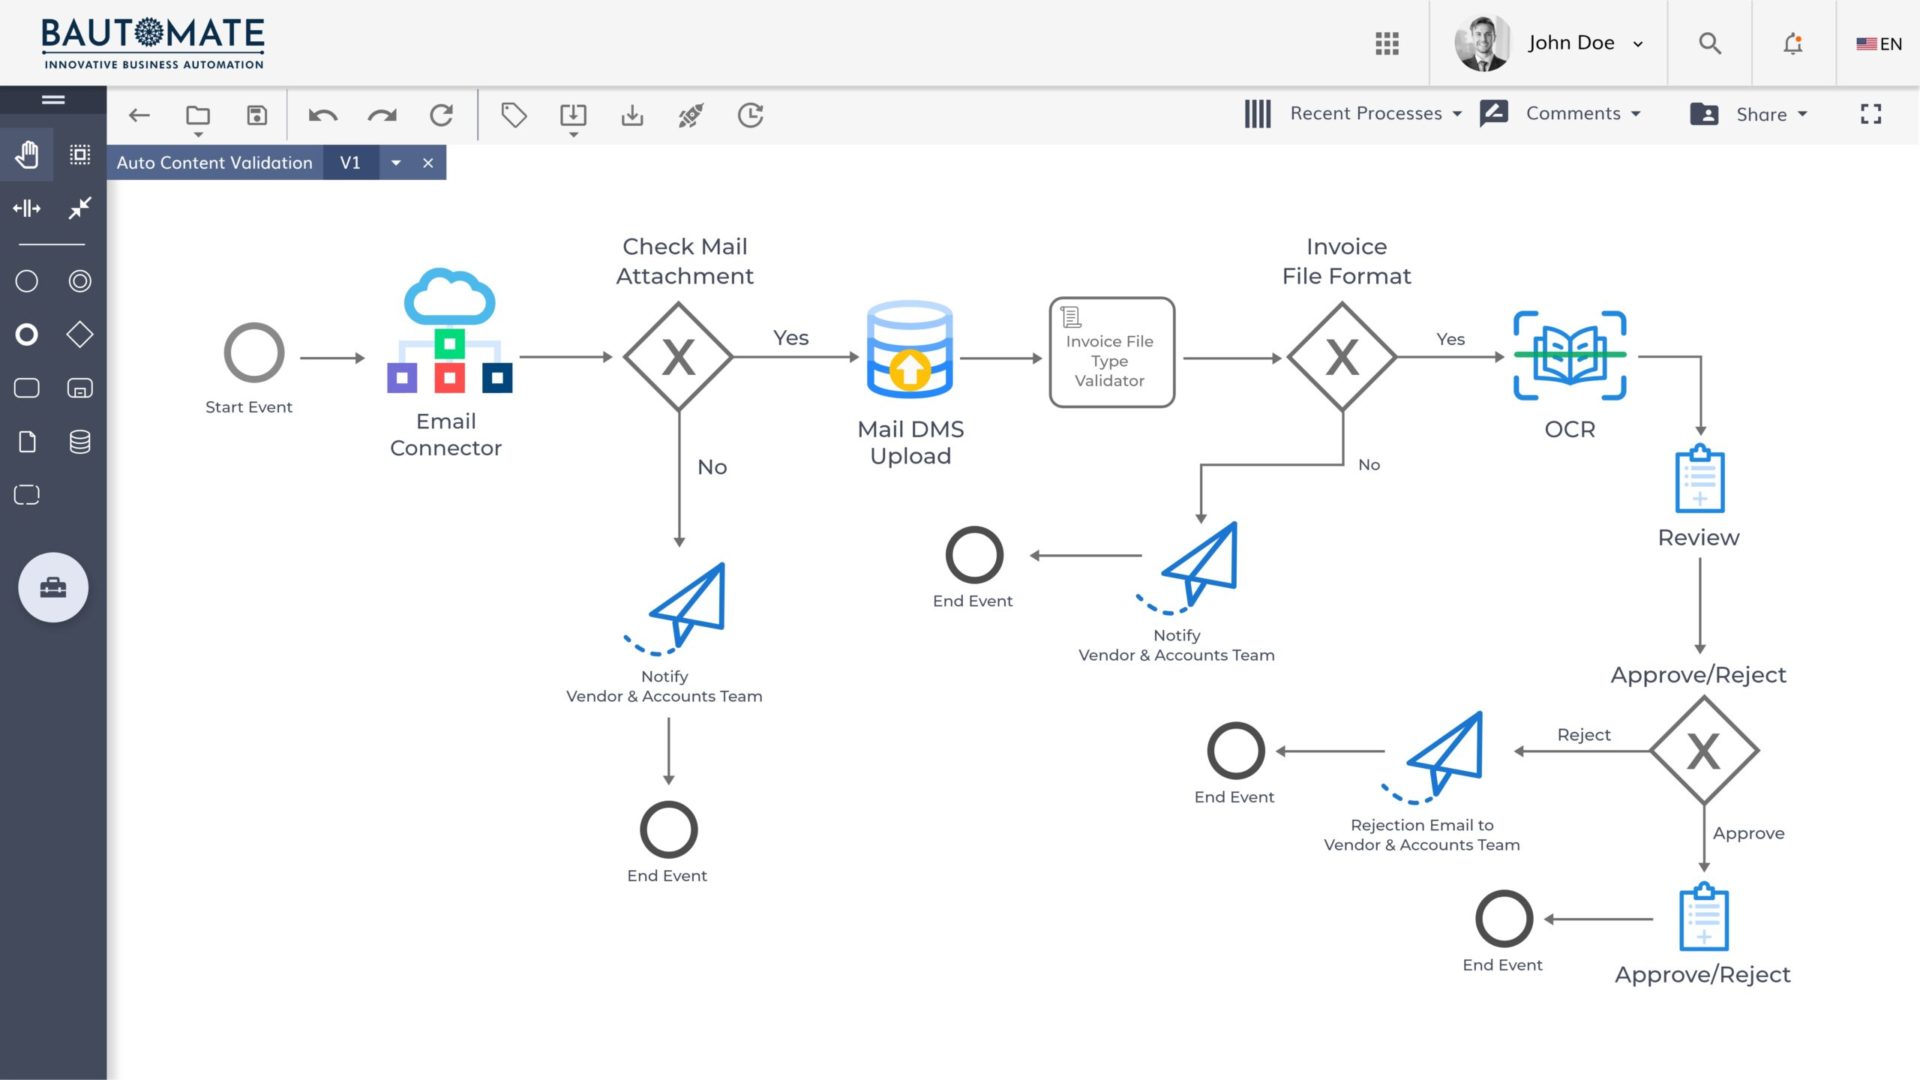 BAUTOMATE
INNOVATIVE BUSINESS AUTOMATION
John Doe
EN
Recent Processes
Comments
Share
Auto Content Validation V1
Check Mail
Attachment
Invoice
File Format
Yes
Yes
Invoice File
Type
Validator
Start Event
Email
Connector
Mail DMS
Upload
OCR
No
No
Review
End Event
Notify
Vendor & Accounts Team
Notify
Vendor & Accounts Team
Approve/Reject
Reject
End Event
Rejection Email to
Vendor & Accounts Team
Approve
End Event
End Event
Approve/Reject
X
X
X